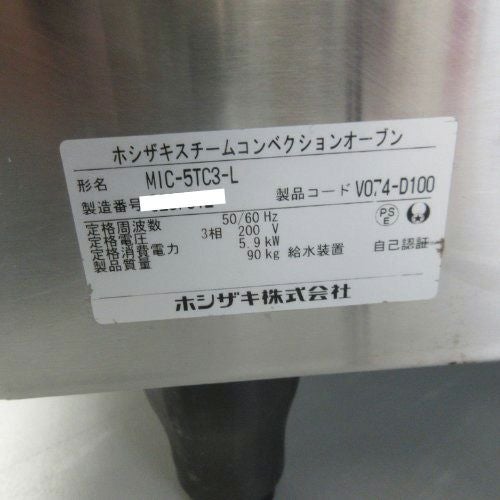 ホシザキスチームコンベクションオーブン
形名 MIC-5TC3-L
製造番号 製品コード V074-D100
定格周波数 50/60 Hz
定格電圧 3相 200 V
定格消費電力 5.9 kW
製品質量 90 kg 給水装置 自己認証
PSE
ホシザキ株式会社